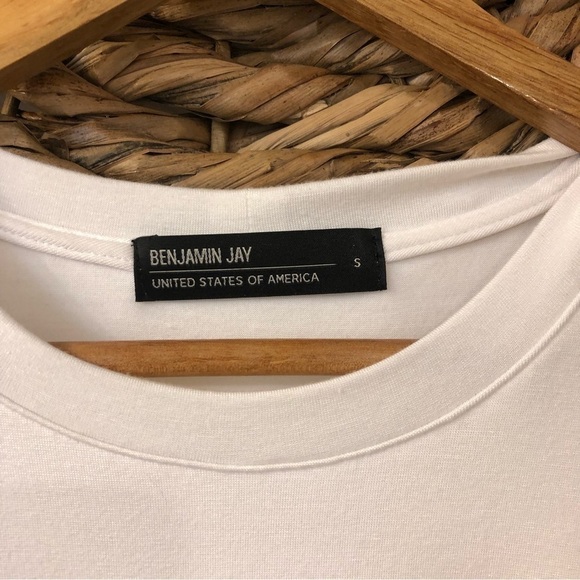 BENJAMIN JAY
S
UNITED STATES OF AMERICA